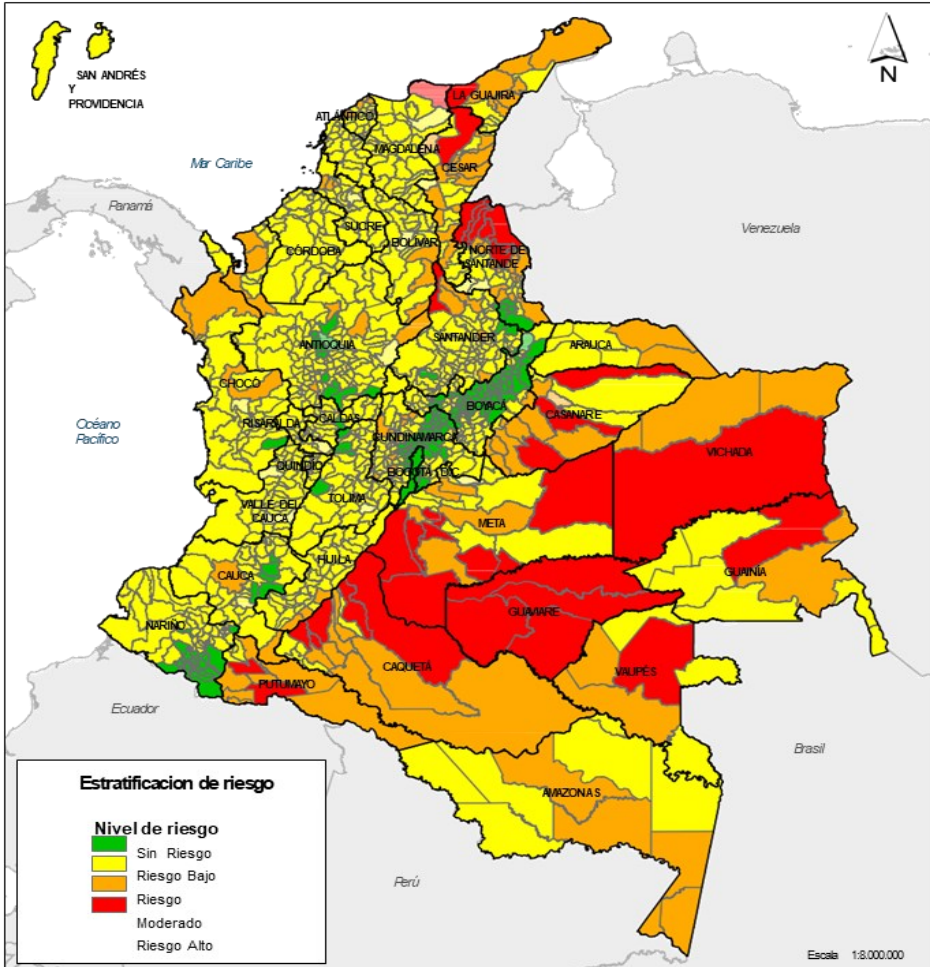 N
SAN ANDRÉS
Y
PROVIDENCIA
LA GUAJIRA
ATLÁNTICO
MAGDALENA
Mar Caribe
CESAR
Panamá
SUCRE
Venezuela
CÓRDOBA
BOLÍVAR
NORTE DE
SANTANDE
SANTANDER
ARAUCA
ANTIOQUIA
CHOCÓ
BOYACÁ
CASANARE
CALDAS
RISARALDA
Océano
Pacífico
CUNDINAMARCA
VICHADA
QUINDÍO
BOGOTÁ
TOLIMA
VALLE DEL
CAUCA
META
HUILA
GUAINÍA
CAUCA
GUAVIARE
NARIÑO
CAQUETÁ
VAUPÉS
PUTUMAYO
Ecuador
Brasil
AMAZONAS
Perú
Estratificacion de riesgo
Nivel de riesgo
Sin Riesgo
Riesgo Bajo
Riesgo
Moderado
Riesgo Alto
Escala 1:8.000.000